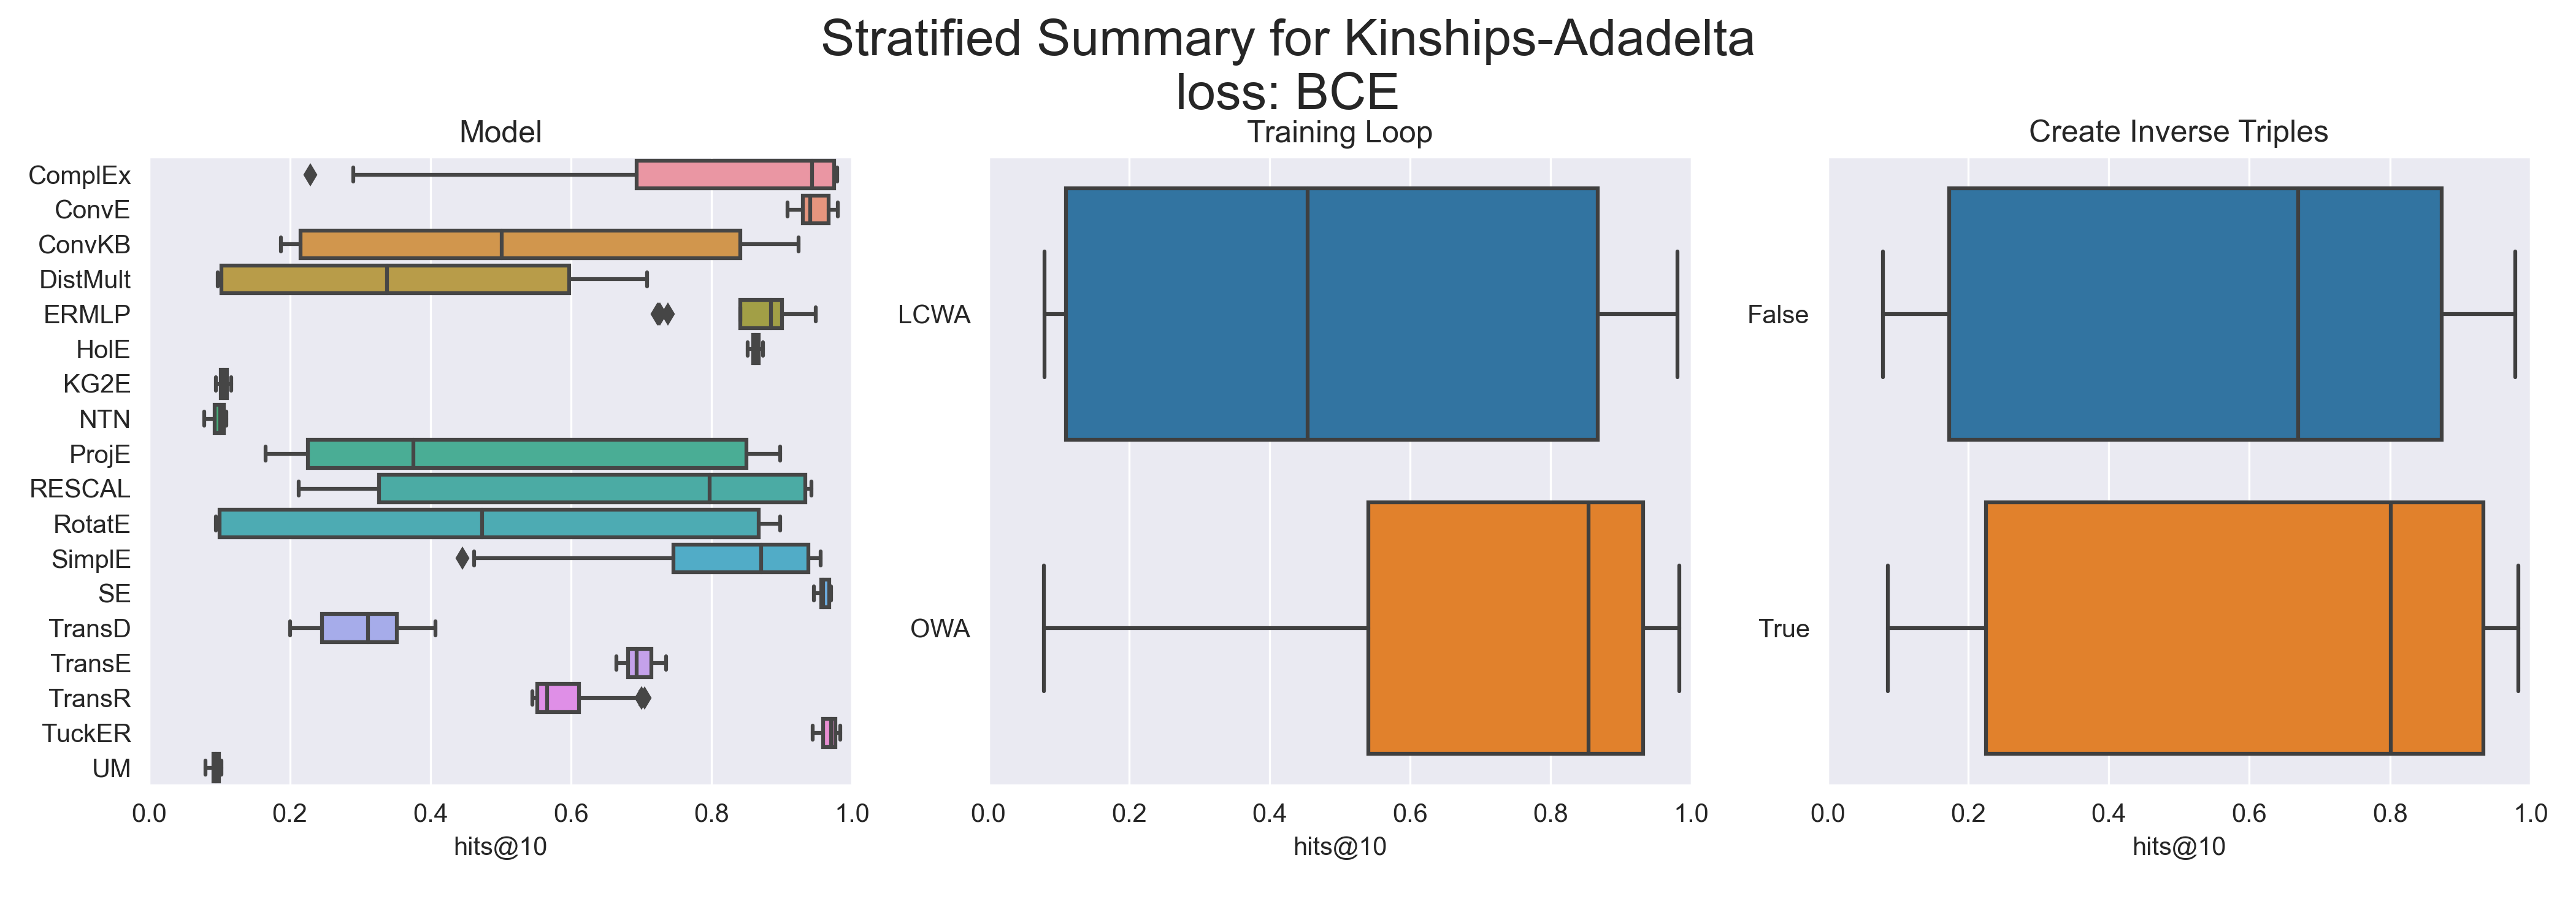 Stratified Summary for Kinships-Adadelta
loss: BCE
Model
ComplEx
ConvE
ConvKB
DistMult
ERMLP
HolE
KG2E
NTN
ProjE
RESCAL
RotatE
SimplE
SE
TransD
TransE
TransR
TuckER
UM
0.0 0.2 0.4 0.6 0.8 1.0
hits@10
Training Loop
LCWA
OWA
0.0 0.2 0.4 0.6 0.8 1.0
hits@10
Create Inverse Triples
False
True
0.0 0.2 0.4 0.6 0.8 1.0
hits@10